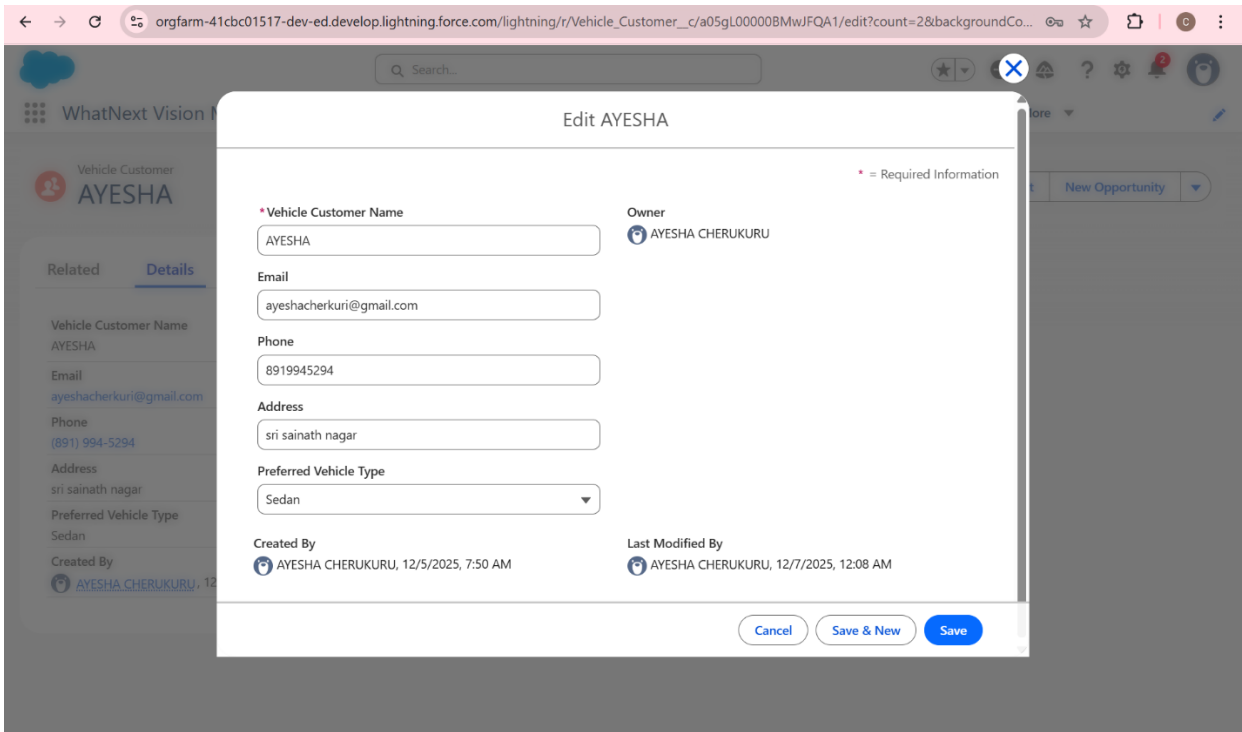 orgfarm-41cbc01517-dev-ed.develop.lightning.force.com/lightning/r/Vehicle_Customer__c/a05gL00000BMwJFQA1/edit?count=2&backgroundCo...
C
Search...
2
WhatNext Vision
Edit AYESHA
* = Required Information
Vehicle Customer
AYESHA
New Opportunity
Related Details
*Vehicle Customer Name
AYESHA
Owner
AYESHA CHERUKURU
Email
ayeshacherkuri@gmail.com
Phone
8919945294
Address
sri sainath nagar
Preferred Vehicle Type
Sedan
Created By
AYESHA CHERUKURU, 12/5/2025, 7:50 AM
Last Modified By
AYESHA CHERUKURU, 12/7/2025, 12:08 AM
Vehicle Customer Name
AYESHA
Email
ayeshacherkuri@gmail.com
Phone
(891) 994-5294
Address
sri sainath nagar
Preferred Vehicle Type
Sedan
Created By
AYESHA CHERUKURU, 12
Cancel Save & New Save